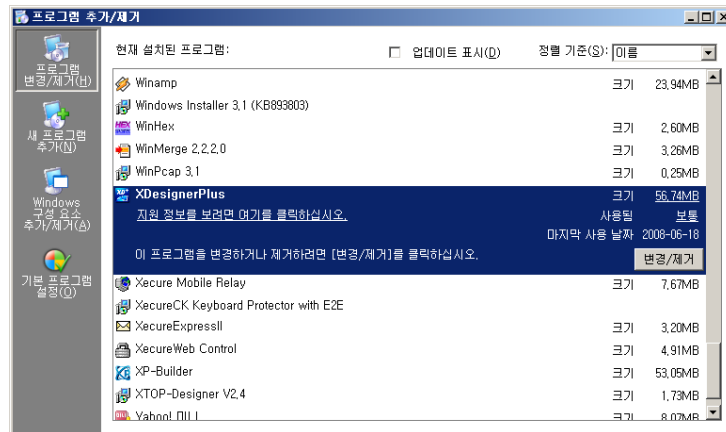 프로그램 추가/제거
현재 설치된 프로그램:
업데이트 표시(D)
정렬 기준(S):
이름
프로그램
변경/제거(H)
새 프로그램
추가(N)
Windows
구성 요소
추가/제거(A)
기본 프로그램
설정(O)
Winamp 크기 23,94MB
Windows Installer 3,1 (KB893803)
WinHex 크기 2,60MB
WinMerge 2,2,2,0 크기 3,26MB
WinPcap 3,1 크기 0,25MB
XDesignerPlus 크기 56,74MB
지원 정보를 보려면 여기를 클릭하십시오. 사용됨 보통
마지막 사용 날짜 2008-06-18
이 프로그램을 변경하거나 제거하려면 [변경/제거]를 클릭하십시오. 변경/제거
Xecure Mobile Relay 크기 7,67MB
XecureCK Keyboard Protector with E2E
XecureExpressII 크기 3,20MB
XecureWeb Control 크기 4,91MB
XP-Builder 크기 53,05MB
XTOP-Designer V2,4 크기 1,73MB
Yahoo! 크기 8,07MB